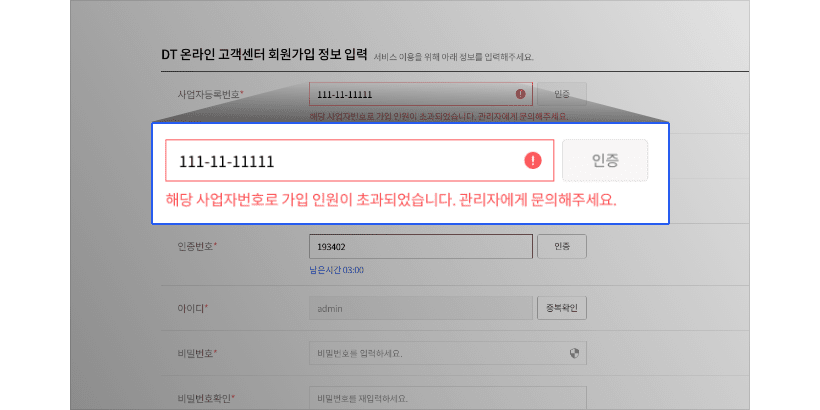 DT 온라인 고객센터 회원가입 정보 입력 서비스 이용을 위해 아래 정보를 입력해주세요.
사업자등록번호* 111-11-11111 인증
해당 사업자번호로 가입 인원이 초과되었습니다. 관리자에게 문의해주세요.
111-11-11111 인증
해당 사업자번호로 가입 인원이 초과되었습니다. 관리자에게 문의해주세요.
인증번호* 193402 인증
남은시간 03:00
아이디* admin 중복확인
비밀번호* 비밀번호를 입력하세요.
비밀번호확인* 비밀번호를 재입력하세요.